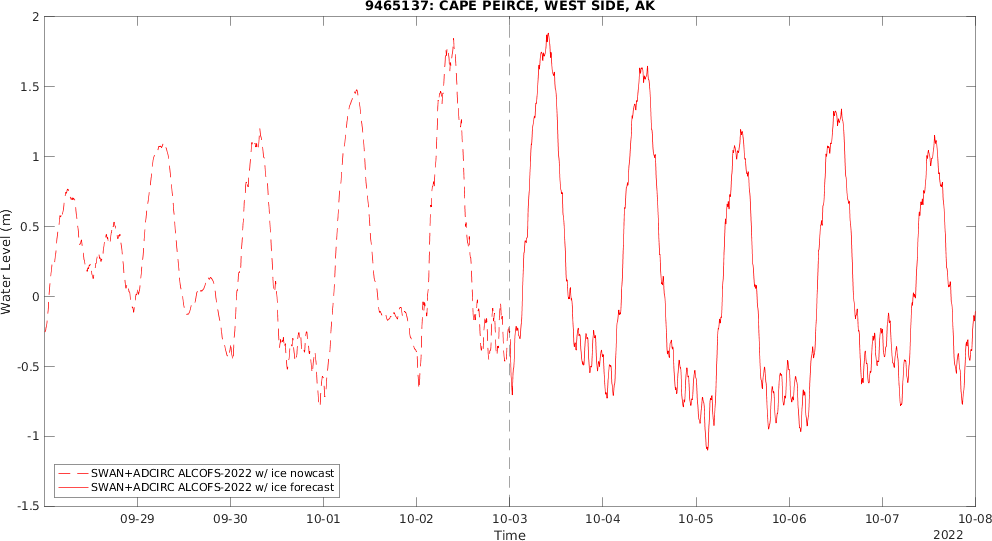 9465137: CAPE PEIRCE, WEST SIDE, AK
Water Level (m)
2
1.5
1
0.5
0
-0.5
-1
-1.5
SWAN+ADCIRC ALCOFS-2022 w/ ice nowcast
SWAN+ADCIRC ALCOFS-2022 w/ ice forecast
09-29 09-30 10-01 10-02 10-03 10-04 10-05 10-06 10-07 10-08
Time
2022